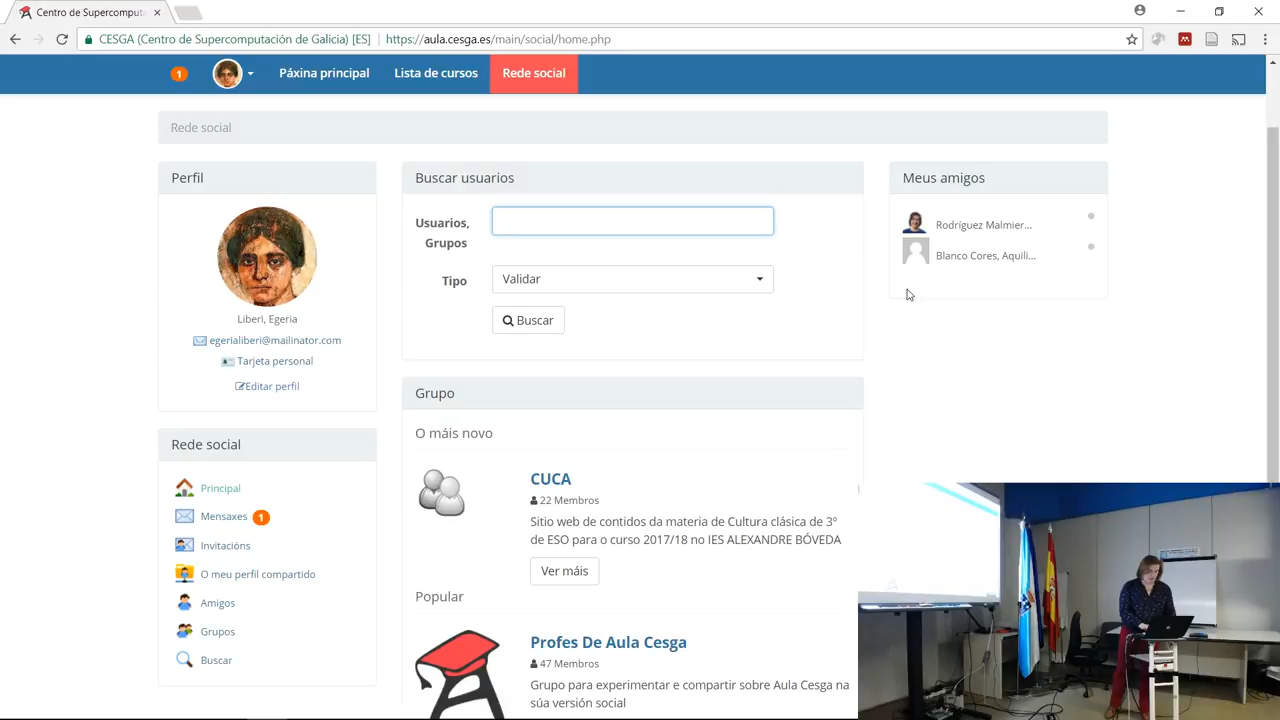 Centro de Supercomputa
CESGA (Centro de Supercomputación de Galicia) [ES]
https://aula.cesga.es/main/social/home.php
1
Páxina principal
Lista de cursos
Rede social
Rede social
Perfil
Liberi, Egeria
egerialiberi@mailinator.com
Tarjeta personal
Editar perfil
Rede social
Principal
Mensaxes 1
Invitacións
O meu perfil compartido
Amigos
Grupos
Buscar
Buscar usuarios
Usuarios,
Grupos
Tipo
Validar
Buscar
Grupo
O máis novo
CUCA
22 Membros
Sitio web de contidos da materia de Cultura clásica de 3º
de ESO para o curso 2017/18 no IES ALEXANDRE BÓVEDA
Ver máis
Popular
Profes De Aula Cesga
47 Membros
Grupo para experimentar e compartir sobre Aula Cesga na
súa versión social
Meus amigos
Rodríguez Malmier...
Blanco Cores, Aquili...